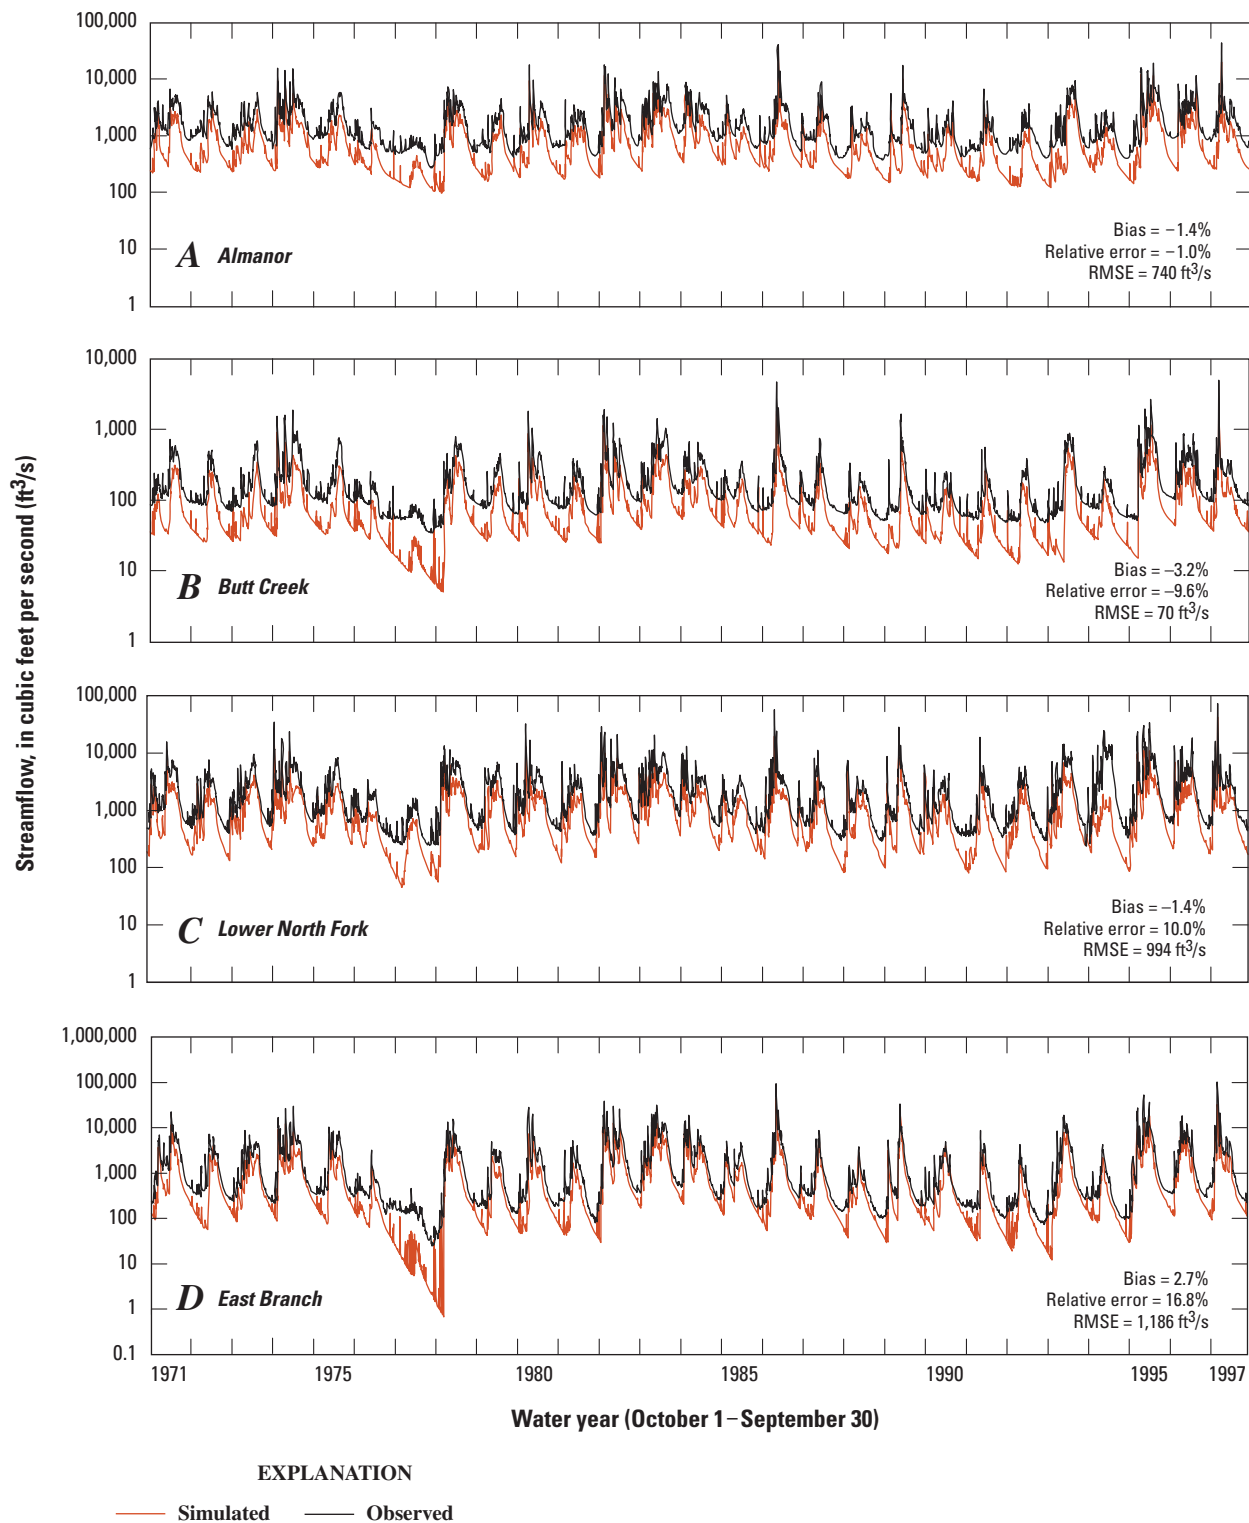 Streamflow, in cubic feet per second (ft³/s)
100,000
10,000
1,000
100
10
1
A Almanor
Bias = −1.4%
Relative error = −1.0%
RMSE = 740 ft³/s
10,000
1,000
100
10
1
B Butt Creek
Bias = −3.2%
Relative error = −9.6%
RMSE = 70 ft³/s
100,000
10,000
1,000
100
10
1
C Lower North Fork
Bias = −1.4%
Relative error = 10.0%
RMSE = 994 ft³/s
1,000,000
100,000
10,000
1,000
100
10
1
0.1
D East Branch
Bias = 2.7%
Relative error = 16.8%
RMSE = 1,186 ft³/s
1971 1975 1980 1985 1990 1995 1997
Water year (October 1–September 30)
EXPLANATION
Simulated Observed